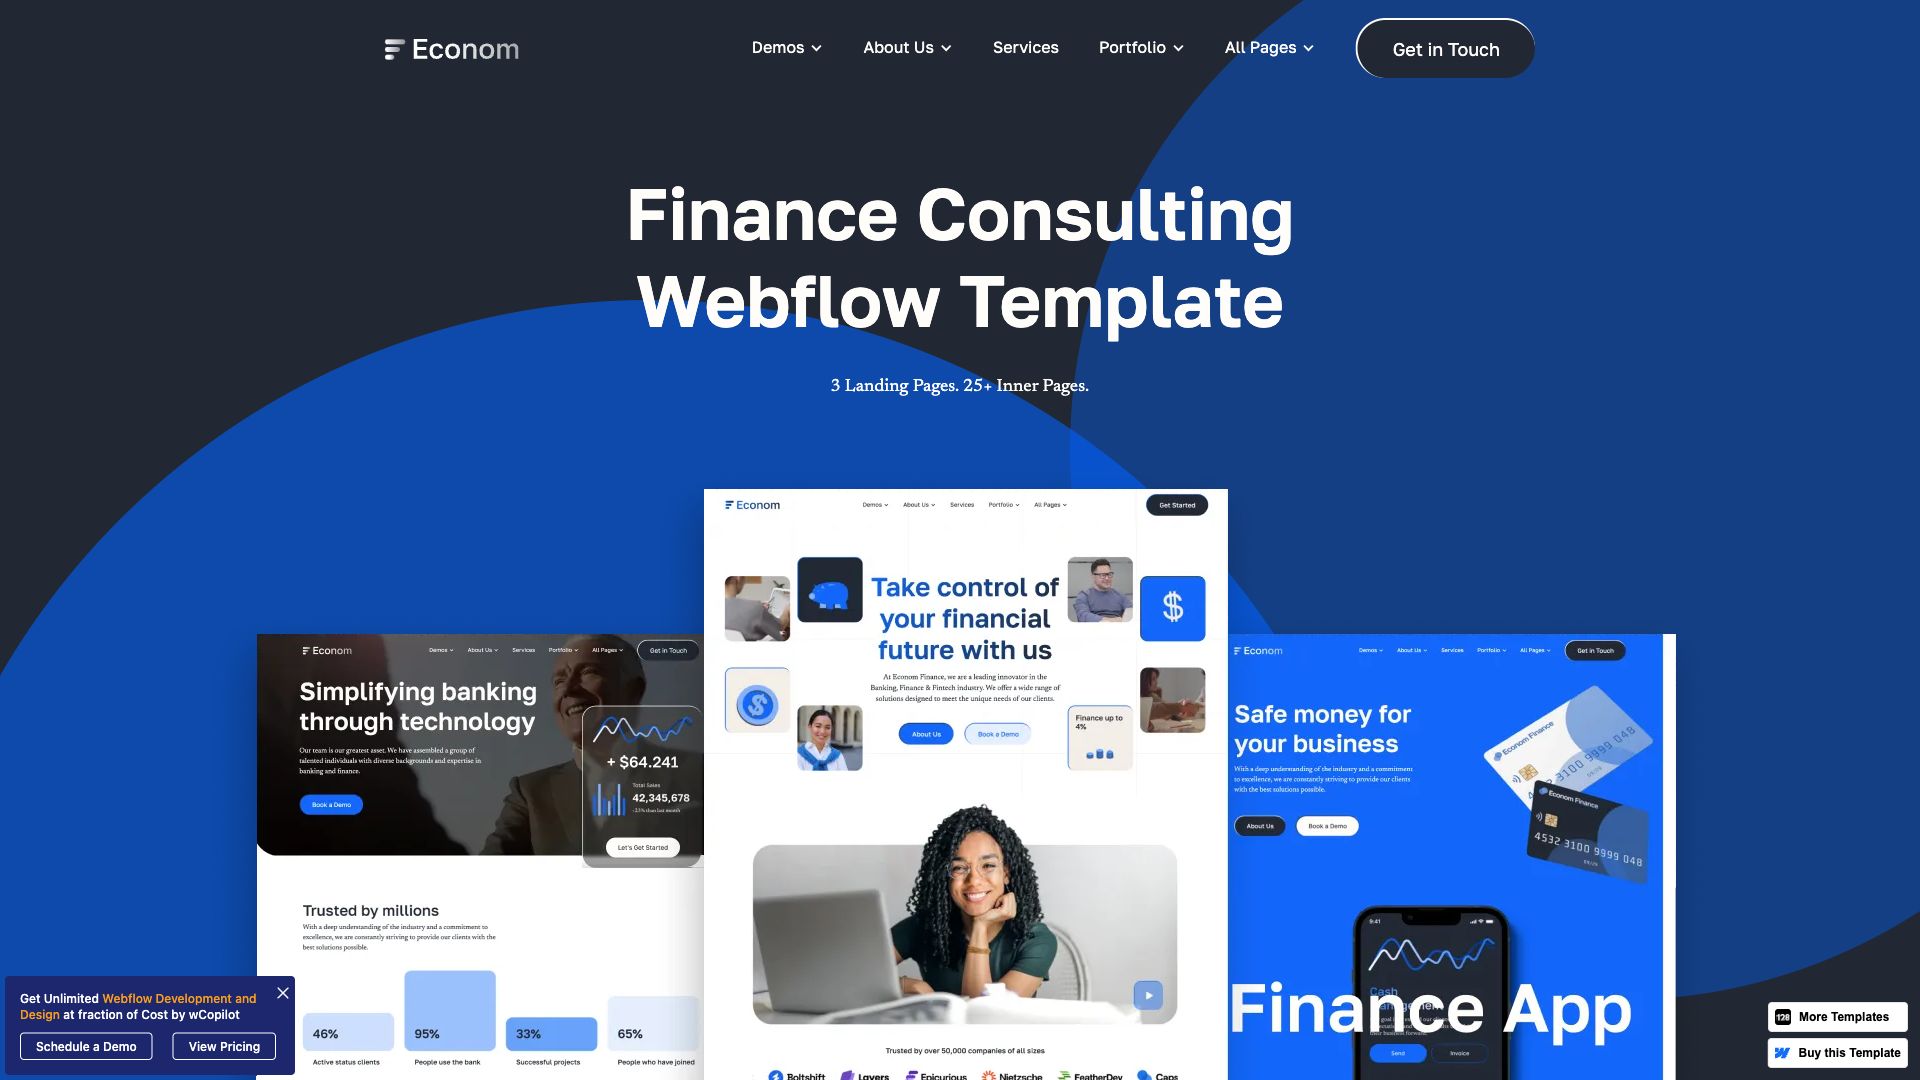 Econom
Demos
About Us
Services
Portfolio
All Pages
Get in Touch
Finance Consulting
Webflow Template
3 Landing Pages. 25+ Inner Pages.
Econom
Demos
About Us
Services
Portfolio
All Pages
Get Started
Take control of
your financial
future with us
At Econom Finance, we are a leading innovator in the
Banking, Finance & Fintech industry. We offer a wide range of
solutions designed to meet the unique needs of our clients.
About Us
Book a Demo
Finance up to
4%
Trusted by over 50,000 companies of all sizes
Boltshift
Layers
Epicurious
Nietzsche
FeatherDev
Econom
Demos
About Us
Services
Portfolio
All Pages
Get in Touch
Simplifying banking
through technology
Our team is our greatest asset. We have assembled a group of
talented individuals with diverse backgrounds and expertise in
banking and finance.
Book a Demo
+ $64.241
Total Sales
42,345,678
+23% than last month
Let's Get Started
Trusted by millions
With a deep understanding of the industry and a commitment to
excellence, we are constantly striving to provide our clients with the
best solutions possible.
46%
Active status clients
95%
People use the bank
33%
Successful projects
65%
People who have joined
Econom
Demos
About Us
Services
Portfolio
All Pages
Get in Touch
Safe money for
your business
With a deep understanding of the industry and a commitment
to excellence, we are constantly striving to provide our clients
with the best solutions possible.
About Us
Book a Demo
Econom Finance
3100 9999 048
Econom Finance
4532 3100 9999 048
09/29
9:41
Cash
Finance App
Send
Invoice
Get Unlimited Webflow Development and
Design at fraction of Cost by wCopilot
Schedule a Demo
View Pricing
128
More Templates
Buy this Template